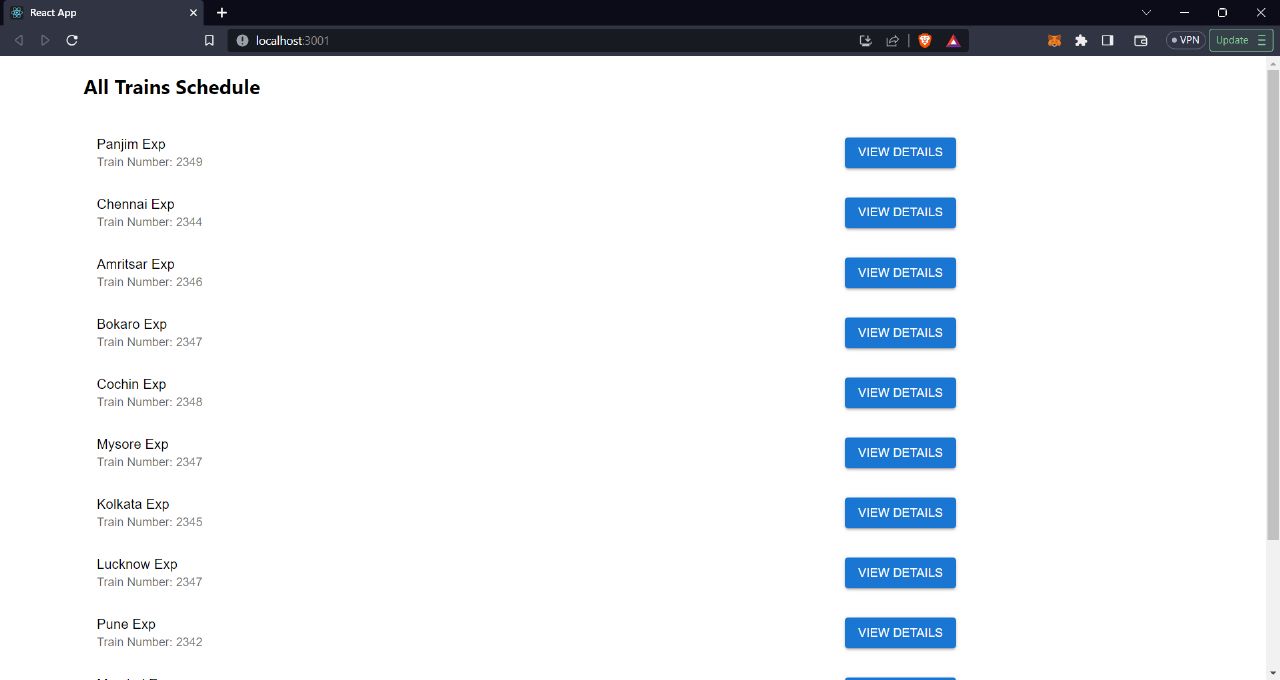 React App
localhost:3001
VPN
Update
All Trains Schedule
Panjim Exp
Train Number: 2349
VIEW DETAILS
Chennai Exp
Train Number: 2344
VIEW DETAILS
Amritsar Exp
Train Number: 2346
VIEW DETAILS
Bokaro Exp
Train Number: 2347
VIEW DETAILS
Cochin Exp
Train Number: 2348
VIEW DETAILS
Mysore Exp
Train Number: 2347
VIEW DETAILS
Kolkata Exp
Train Number: 2345
VIEW DETAILS
Lucknow Exp
Train Number: 2347
VIEW DETAILS
Pune Exp
Train Number: 2342
VIEW DETAILS